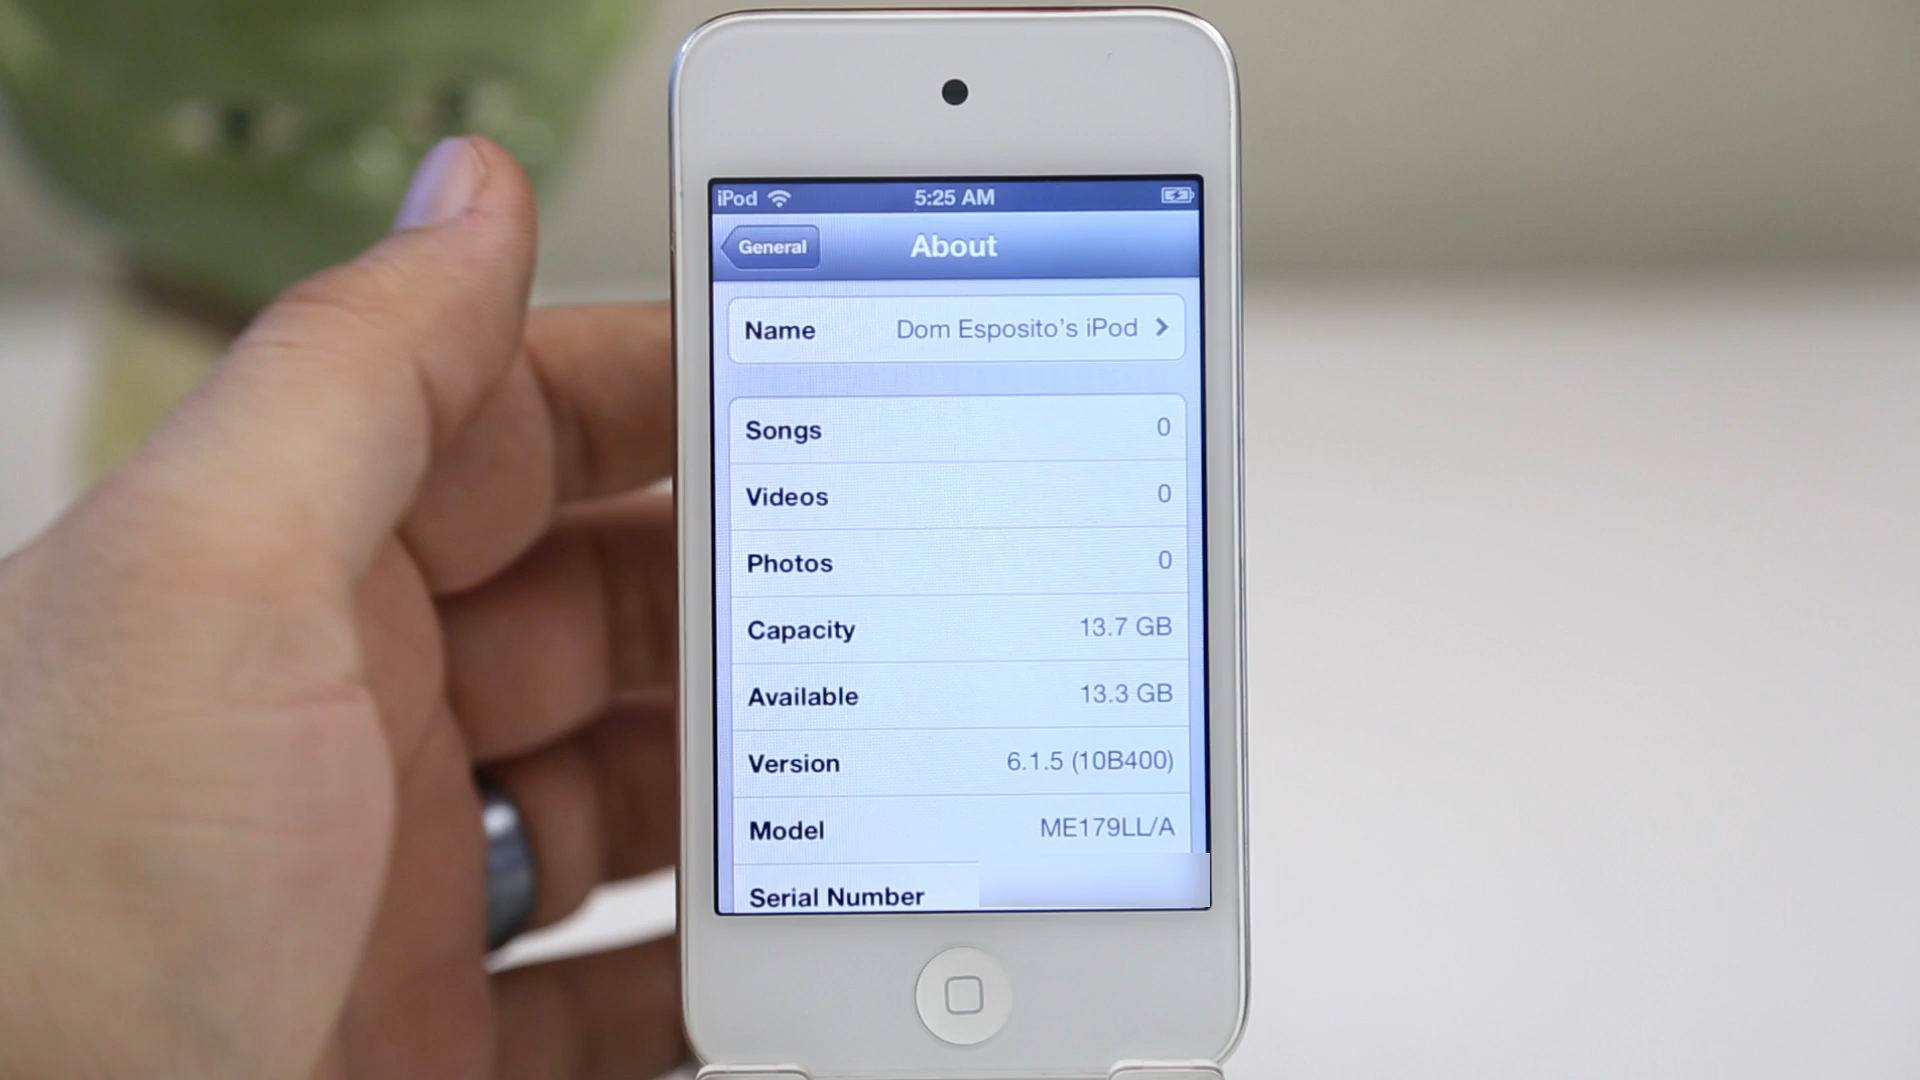 iPod 5:25 AM
General About
Name Dom Esposito's iPod
Songs 0
Videos 0
Photos 0
Capacity 13.7 GB
Available 13.3 GB
Version 6.1.5 (10B400)
Model ME179LL/A
Serial Number